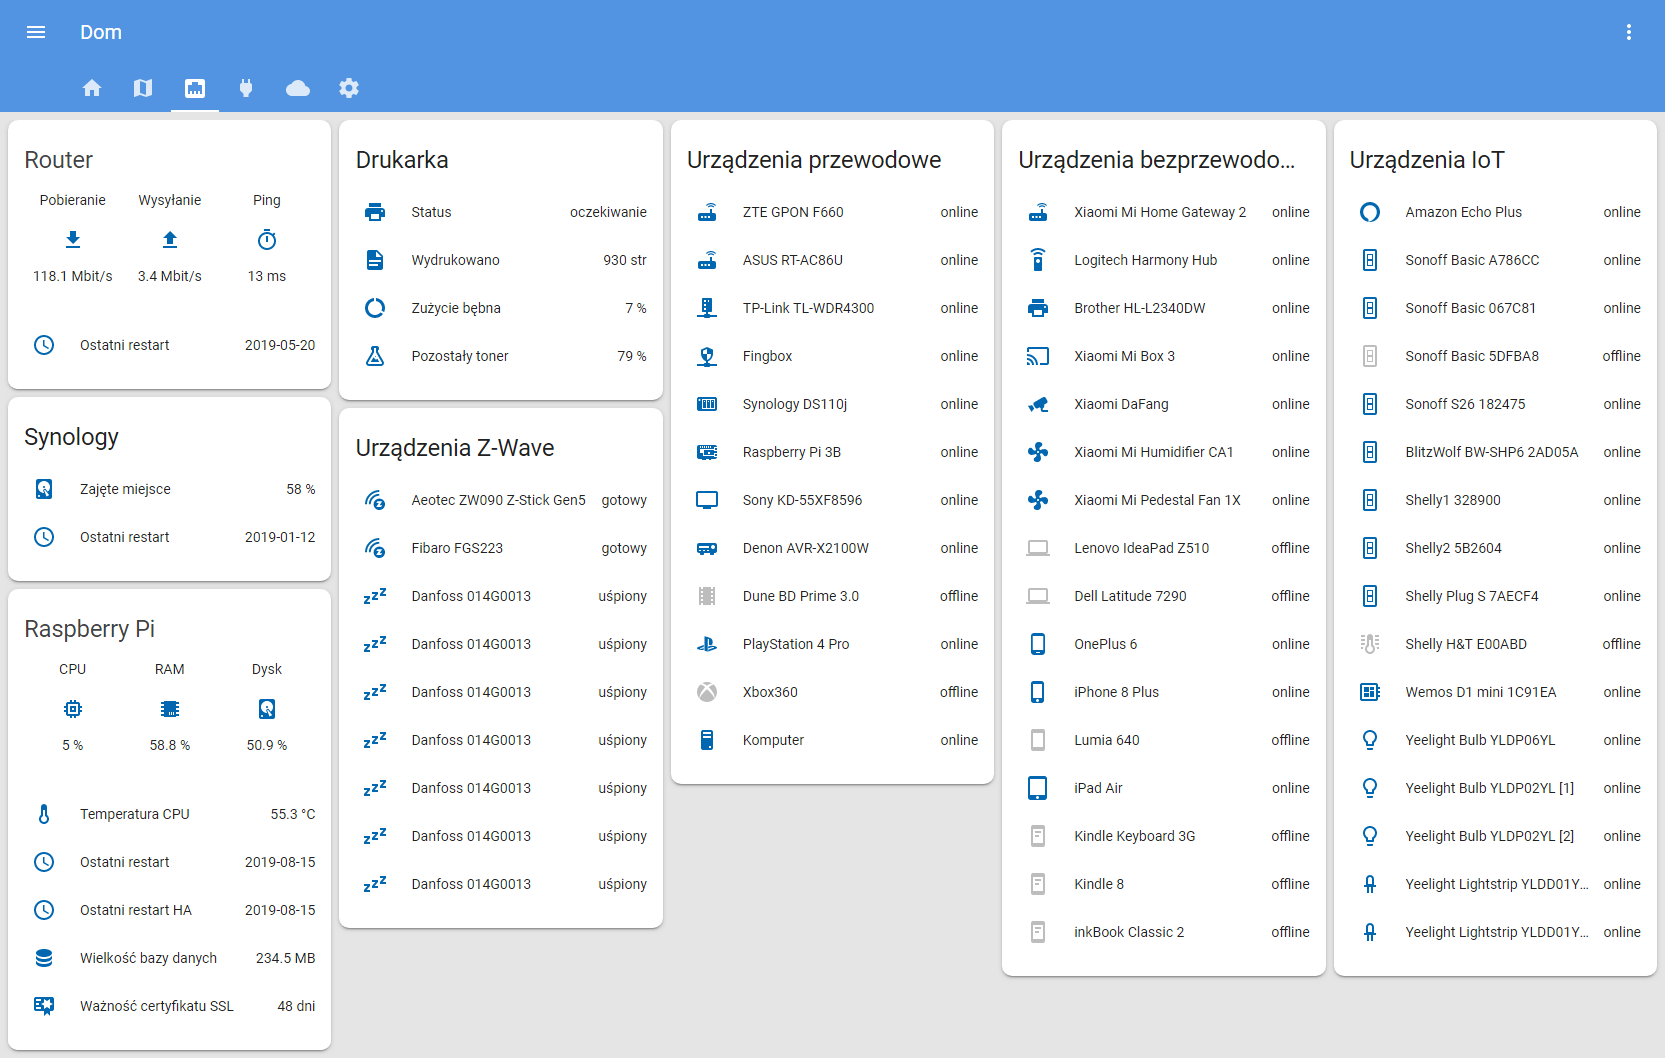 Dom
Router
Pobieranie Wysyłanie Ping
118.1 Mbit/s 3.4 Mbit/s 13 ms
Ostatni restart 2019-05-20
Synology
Zajęte miejsce 58 %
Ostatni restart 2019-01-12
Raspberry Pi
CPU RAM Dysk
5 % 58.8 % 50.9 %
Temperatura CPU 55.3 °C
Ostatni restart 2019-08-15
Ostatni restart HA 2019-08-15
Wielkość bazy danych 234.5 MB
Ważność certyfikatu SSL 48 dni
Drukarka
Status oczekiwanie
Wydrukowano 930 str
Zużycie bębna 7 %
Pozostały toner 79 %
Urządzenia Z-Wave
Aeotec ZW090 Z-Stick Gen5 gotowy
Fibaro FGS223 gotowy
Danfoss 014G0013 uśpiony
Danfoss 014G0013 uśpiony
Danfoss 014G0013 uśpiony
Danfoss 014G0013 uśpiony
Danfoss 014G0013 uśpiony
Danfoss 014G0013 uśpiony
Danfoss 014G0013 uśpiony
Urządzenia przewodowe
ZTE GPON F660 online
ASUS RT-AC86U online
TP-Link TL-WDR4300 online
Fingbox online
Synology DS110j online
Raspberry Pi 3B online
Sony KD-55XF8596 online
Denon AVR-X2100W online
Dune BD Prime 3.0 offline
PlayStation 4 Pro online
Xbox360 offline
Komputer online
Urządzenia bezprzewodo...
Xiaomi Mi Home Gateway 2 online
Logitech Harmony Hub online
Brother HL-L2340DW online
Xiaomi Mi Box 3 online
Xiaomi DaFang online
Xiaomi Mi Humidifier CA1 online
Xiaomi Mi Pedestal Fan 1X online
Lenovo IdeaPad Z510 offline
Dell Latitude 7290 offline
OnePlus 6 online
iPhone 8 Plus online
Lumia 640 offline
iPad Air online
Kindle Keyboard 3G offline
Kindle 8 offline
inkBook Classic 2 offline
Urządzenia IoT
Amazon Echo Plus online
Sonoff Basic A786CC online
Sonoff Basic 067C81 online
Sonoff Basic 5DFBA8 offline
Sonoff S26 182475 online
BlitzWolf BW-SHP6 2AD05A online
Shelly1 328900 online
Shelly2 5B2604 online
Shelly Plug S 7AECF4 online
Shelly H&T E00ABD offline
Wemos D1 mini 1C91EA online
Yeelight Bulb YLDP06YL online
Yeelight Bulb YLDP02YL [1] online
Yeelight Bulb YLDP02YL [2] online
Yeelight Lightstrip YLDD01Y... online
Yeelight Lightstrip YLDD01Y... online